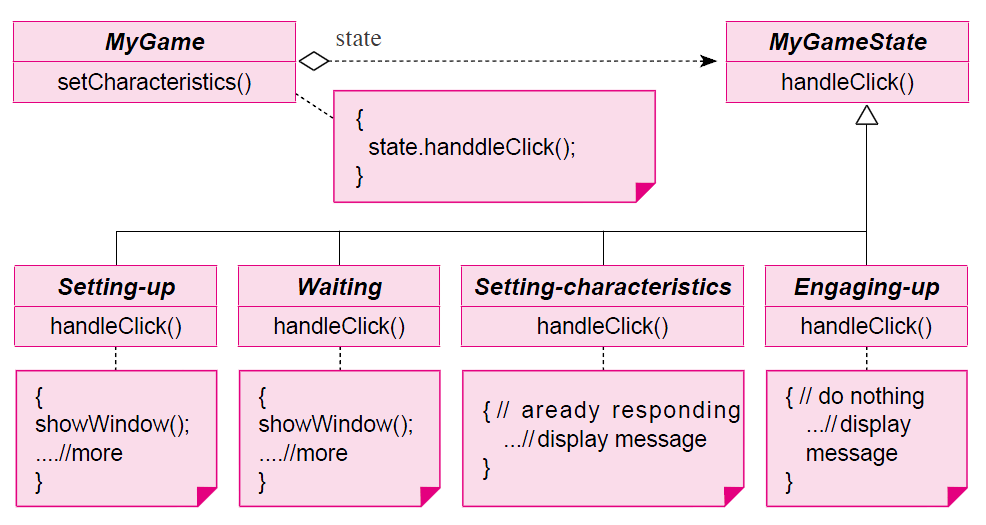 MyGame
setCharacteristics()
state
MyGameState
handleClick()
{
state.handdleClick();
}
Setting-up
handleClick()
{
showWindow();
....//more
}
Waiting
handleClick()
{
showWindow();
....//more
}
Setting-characteristics
handleClick()
{ // aready responding
...//display message
}
Engaging-up
handleClick()
{ // do nothing
...//display
message
}